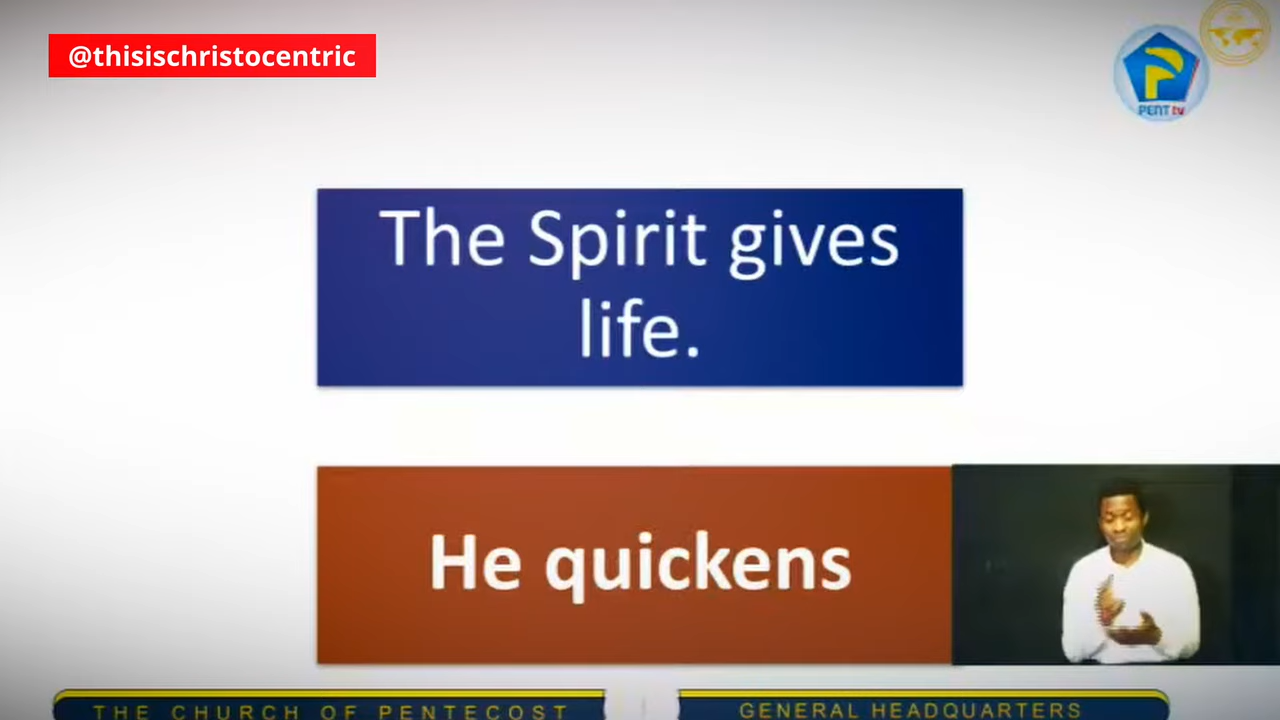 @thisischristocentric
PENT tv
The Spirit gives
life.
He quickens
THE CHURCH OF PENTECOST
GENERAL HEADQUARTERS